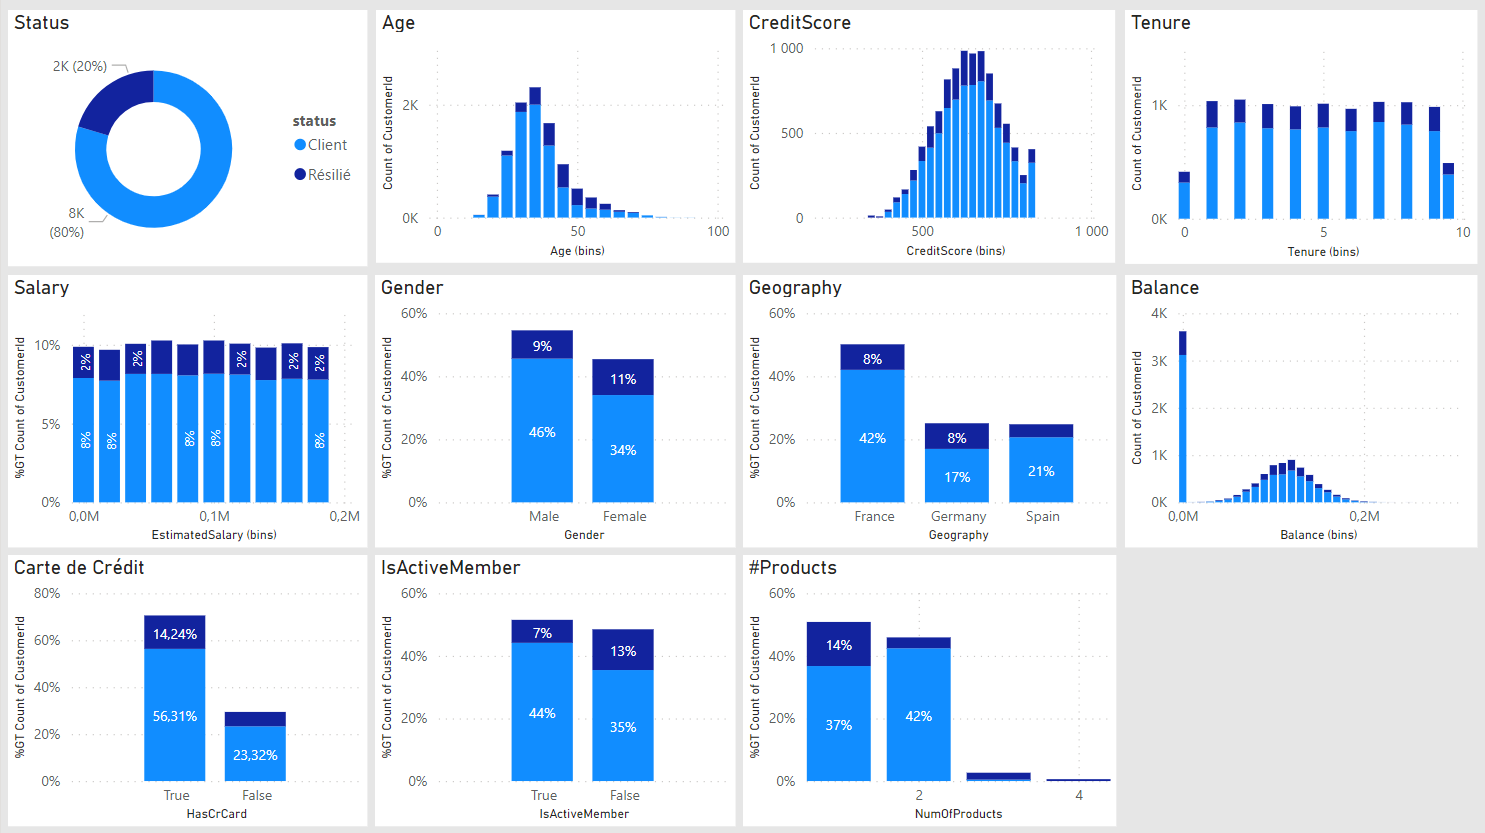 Status
2K (20%)
8K
(80%)
status
Client
Résilié
Age
Count of CustomerId
2K
0K
0
50
100
Age (bins)
CreditScore
Count of CustomerId
1 000
500
0
500
1 000
CreditScore (bins)
Tenure
Count of CustomerId
1K
0K
0
5
10
Tenure (bins)
Salary
%GT Count of CustomerId
10%
5%
0%
2%
2%
2%
2%
2%
8%
8%
8%
8%
8%
0,0M
0,1M
0,2M
EstimatedSalary (bins)
Gender
%GT Count of CustomerId
60%
40%
20%
0%
9%
46%
11%
34%
Male
Female
Gender
Geography
%GT Count of CustomerId
60%
40%
20%
0%
8%
42%
8%
17%
21%
France
Germany
Spain
Geography
Balance
Count of CustomerId
4K
3K
2K
1K
0K
0,0M
0,2M
Balance (bins)
Carte de Crédit
%GT Count of CustomerId
80%
60%
40%
20%
0%
14,24%
56,31%
23,32%
True
False
HasCrCard
IsActiveMember
%GT Count of CustomerId
60%
40%
20%
0%
7%
44%
13%
35%
True
False
IsActiveMember
#Products
%GT Count of CustomerId
60%
40%
20%
0%
14%
37%
42%
2
4
NumOfProducts